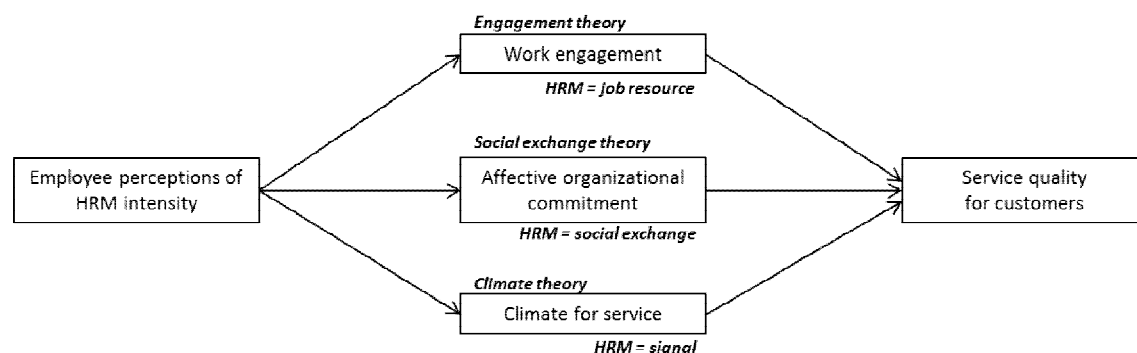 Engagement theory
Work engagement
HRM = job resource
Social exchange theory
Employee perceptions of
HRM intensity
Affective organizational
commitment
HRM = social exchange
Service quality
for customers
Climate theory
Climate for service
HRM = signal